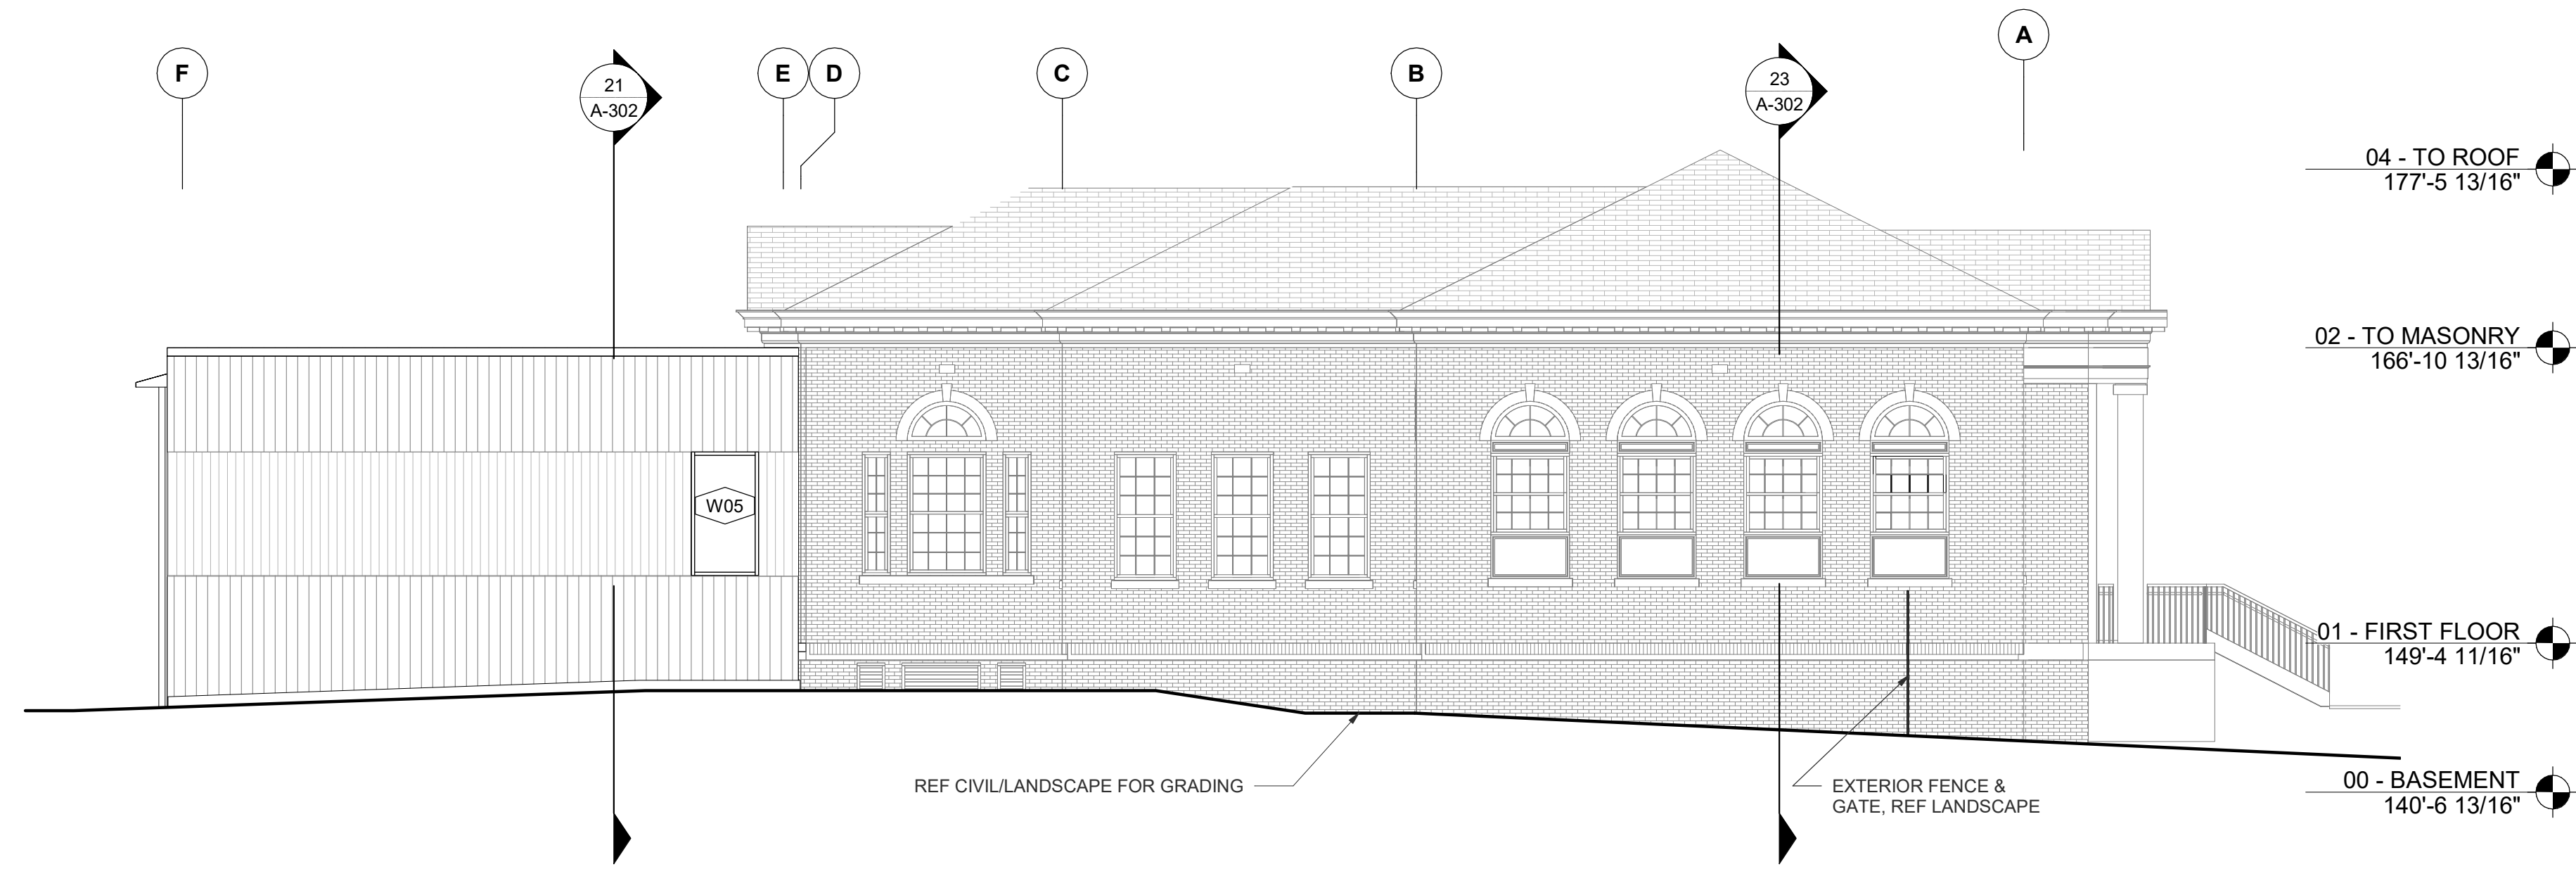 A
F
E
D
C
B
21
A-302
23
A-302
04 - TO ROOF
177'-5 13/16"
02 - TO MASONRY
166'-10 13/16"
W05
01 - FIRST FLOOR
149'-4 11/16"
00 - BASEMENT
140'-6 13/16"
REF CIVIL/LANDSCAPE FOR GRADING
EXTERIOR FENCE &
GATE, REF LANDSCAPE